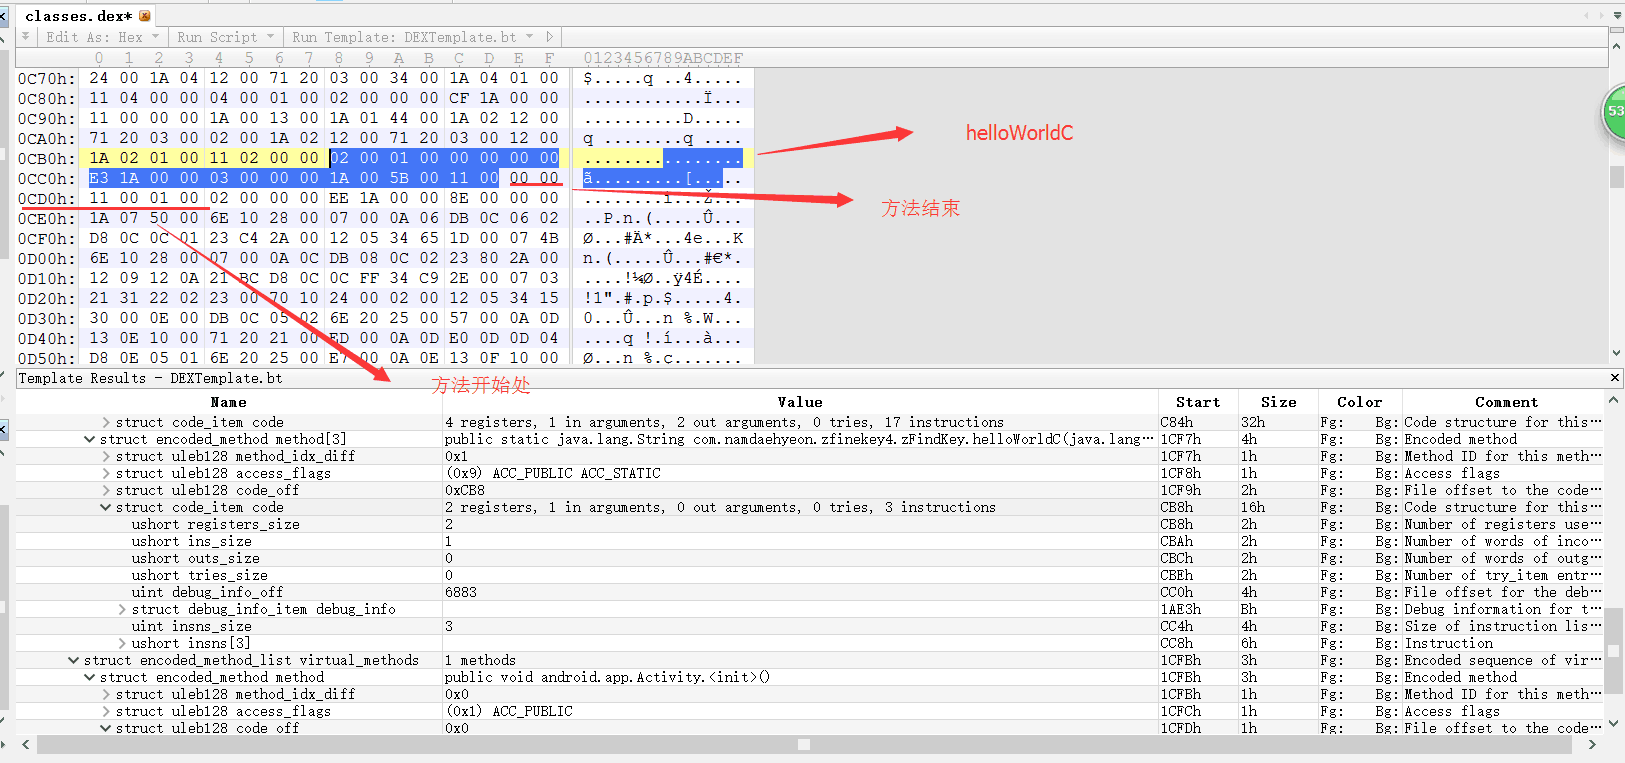 classes.dex*
Edit As: Hex Run Script Run Template: DEXTemplate.bt
0 1 2 3 4 5 6 7 8 9 A B C D E F 0123456789ABCDEF
0C70h: 24 00 1A 04 12 00 71 20 03 00 34 00 1A 04 01 00 $.....q ..4.....
0C80h: 11 04 00 00 04 00 01 00 02 00 00 00 CF 1A 00 00 ............Ï...
0C90h: 11 00 00 00 1A 00 13 00 1A 01 44 00 1A 02 12 00 ..........D.....
0CA0h: 71 20 03 00 02 00 1A 02 12 00 71 20 03 00 12 00 q ........q ....
helloWorldC
0CB0h: 1A 02 01 00 11 02 00 00 02 00 01 00 00 00 00 00 ................
0CC0h: E3 1A 00 00 03 00 00 00 1A 00 5B 00 11 00 00 00 ã.........[.....
0CD0h: 11 00 01 00 02 00 00 00 EE 1A 00 00 8E 00 00 00 ........î...Ž...
方法结束
0CE0h: 1A 07 50 00 6E 10 28 00 07 00 0A 06 DB 0C 06 02 ..P.n.(.....Û...
0CF0h: D8 0C 0C 01 23 C4 2A 00 12 05 34 65 1D 00 07 4B Ø...#Ä*...4e...K
0D00h: 6E 10 28 00 07 00 0A 0C DB 08 0C 02 23 80 2A 00 n.(.....Û...#€*.
0D10h: 12 09 12 0A 21 BC D8 0C 0C FF 34 C9 2E 00 07 03 ....!¼Ø..ÿ4É....
0D20h: 21 31 22 02 23 00 70 10 24 00 02 00 12 05 34 15 !1".#.p.$.....4.
0D30h: 30 00 0E 00 DB 0C 05 02 6E 20 25 00 57 00 0A 0D 0...Û...n %.W...
0D40h: 13 0E 10 00 71 20 21 00 ED 00 0A 0D E0 0D 0D 04 ....q !.í...à...
0D50h: D8 0E 05 01 6E 20 25 00 E7 00 0A 0E 13 0F 10 00
53
Template Results - DEXTemplate.bt
方法开始处
Name Value Start Size Color Comment
struct code_item code 4 registers, 1 in arguments, 2 out arguments, 0 tries, 17 instructions C84h 32h Fg: Bg: Code structure for this···
struct encoded_method method[3] public static java.lang.String com.namdaehyeon.zfinekey4.zFindKey.helloWorldC(java.lang··· 1CF7h 4h Fg: Bg: Encoded method
struct uleb128 method_idx_diff 0x1 1CF7h 1h Fg: Bg: Method ID for this meth···
struct uleb128 access_flags (0x9) ACC_PUBLIC ACC_STATIC 1CF8h 1h Fg: Bg: Access flags
struct uleb128 code_off 0xCB8 1CF9h 2h Fg: Bg: File offset to the code···
struct code_item code 2 registers, 1 in arguments, 0 out arguments, 0 tries, 3 instructions CB8h 16h Fg: Bg: Code structure for this···
ushort registers_size 2 CB8h 2h Fg: Bg: Number of registers use···
ushort ins_size 1 CBAh 2h Fg: Bg: Number of words of inco···
ushort outs_size 0 CBCh 2h Fg: Bg: Number of words of outg···
ushort tries_size 0 CBEh 2h Fg: Bg: Number of try_item entr···
uint debug_info_off 6883 CC0h 4h Fg: Bg: File offset for the deb···
struct debug_info_item debug_info 1AE3h Bh Fg: Bg: Debug information for t···
uint insns_size 3 CC4h 4h Fg: Bg: Size of instruction lis···
ushort insns[3] CC8h 6h Fg: Bg: Instruction
struct encoded_method_list virtual_methods 1 methods 1CFBh 3h Fg: Bg: Encoded sequence of vir···
struct encoded_method method public void android.app.Activity.<init>() 1CFBh 3h Fg: Bg: Encoded method
struct uleb128 method_idx_diff 0x0 1CFBh 1h Fg: Bg: Method ID for this meth···
struct uleb128 access_flags (0x1) ACC_PUBLIC 1CFCh 1h Fg: Bg: Access flags
struct uleb128 code_off 0x0 1CFDh 1h Fg: Bg: File offset to the code···